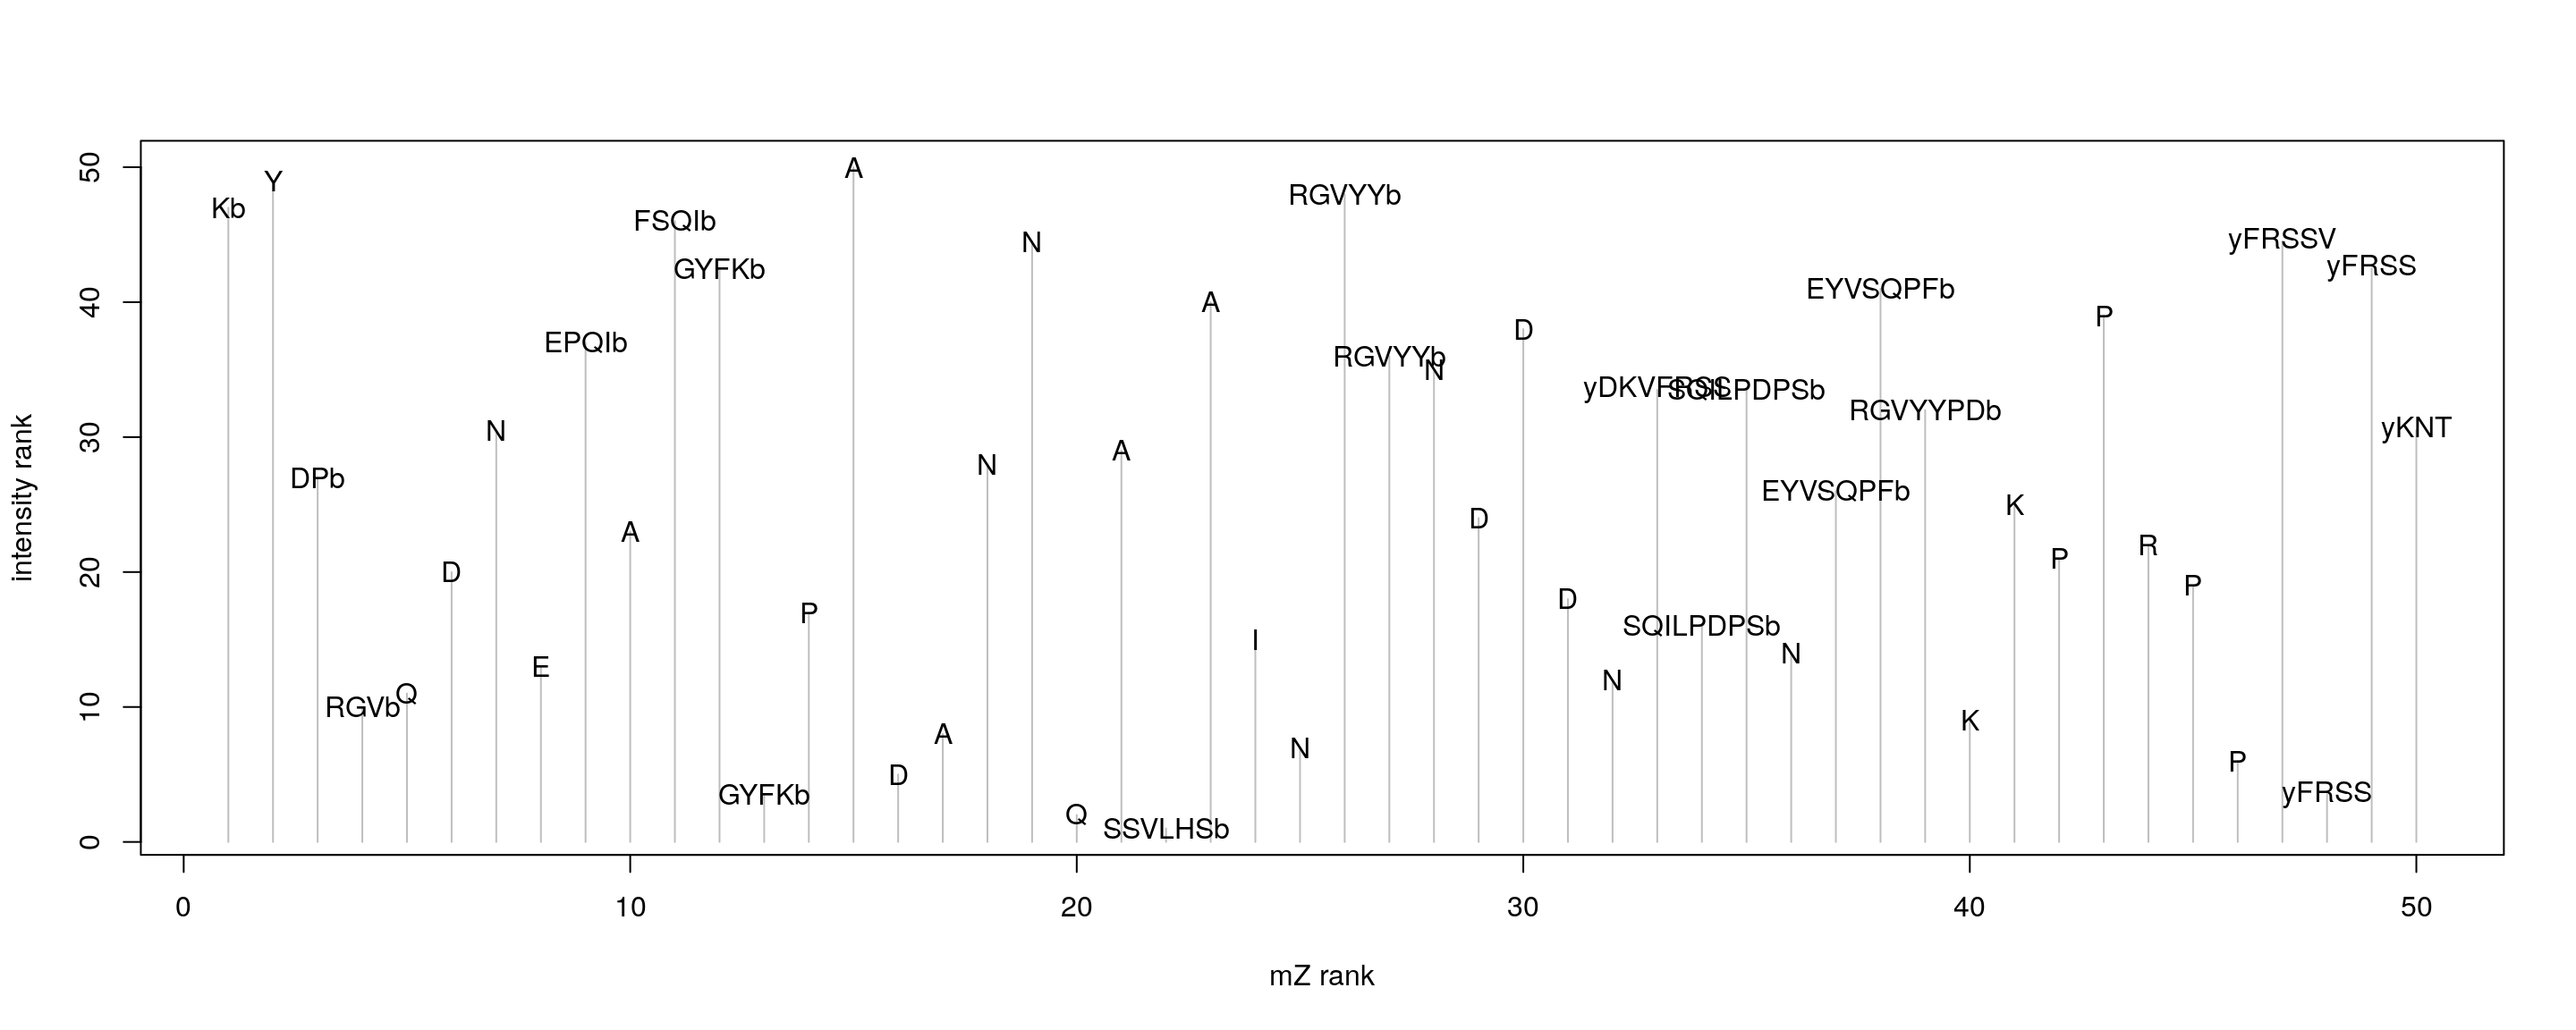 50
A
Y
RGVYYb
Kb
FSQIb
N
yFRSSV
GYFKb
yFRSS
40
A
EYVSQPFb
P
D
EPQIb
RGVYYb
N
yDKVFRSS
SQILPDPSb
RGVYYPDb
30
N
yKNT
A
N
DPb
EYVSQPFb
K
D
A
R
P
20
D
P
D
P
SQILPDPSb
I
N
E
N
Q
10
RGVb
K
A
N
P
D
GYFKb
yFRSS
Q
SSVLHSb
0
intensity rank
0 10 20 30 40 50
mZ rank